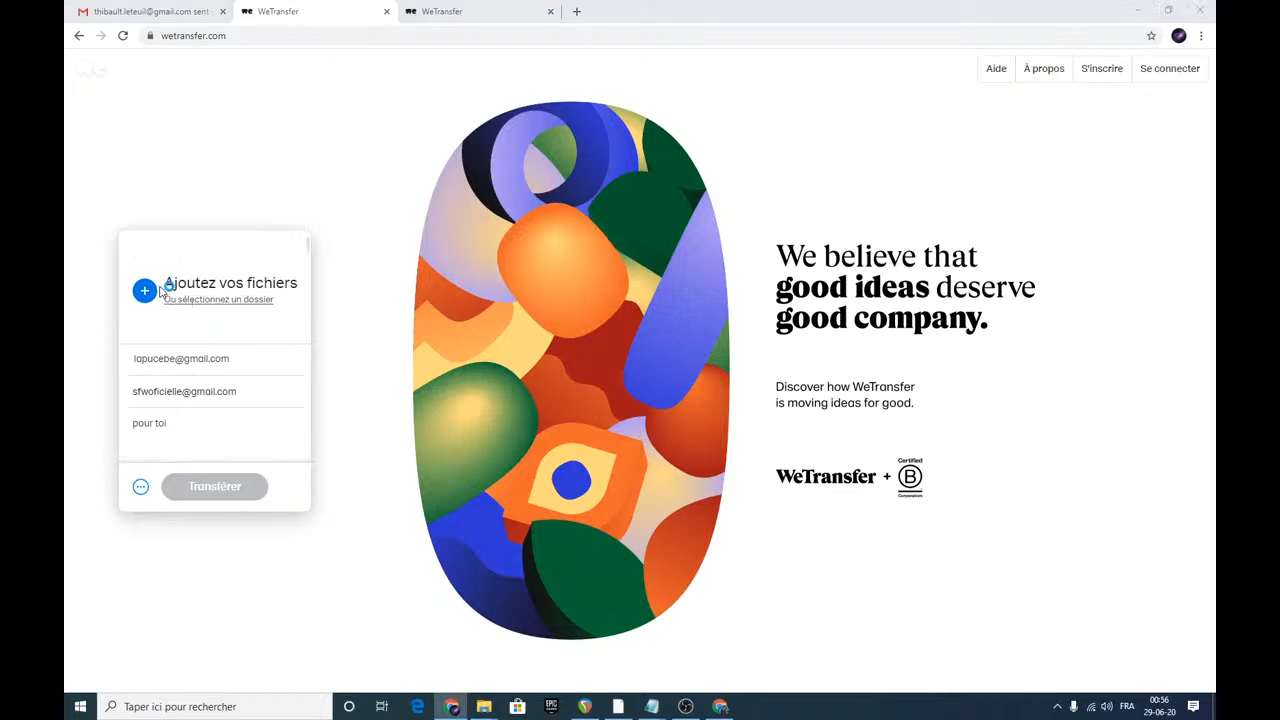 thibault.leteuil@gmail.com sent
WeTransfer
WeTransfer
wetransfer.com
we
Aide
À propos
S'inscrire
Se connecter
Ajoutez vos fichiers
Ou sélectionnez un dossier
lapucebe@gmail.com
sfwoficielle@gmail.com
pour toi
Transférer
We believe that
good ideas deserve
good company.
Discover how WeTransfer
is moving ideas for good.
WeTransfer +
Certified
B
Corporation
Taper ici pour rechercher
EPIC
FRA
00:56
29-06-20